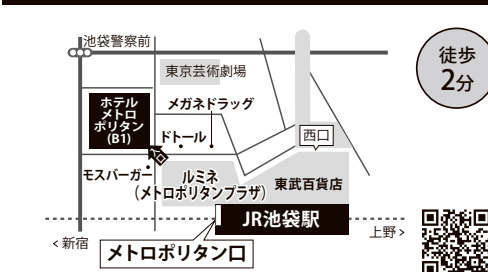 池袋警察前
徒歩
2分
東京芸術劇場
ホテル
メトロ
ポリタン
(B1)
メガネドラッグ
ドトール
西口
モスバーガー
ルミネ
(メトロポリタンプラザ)
東武百貨店
JR池袋駅
<新宿
上野>
メトロポリタン口